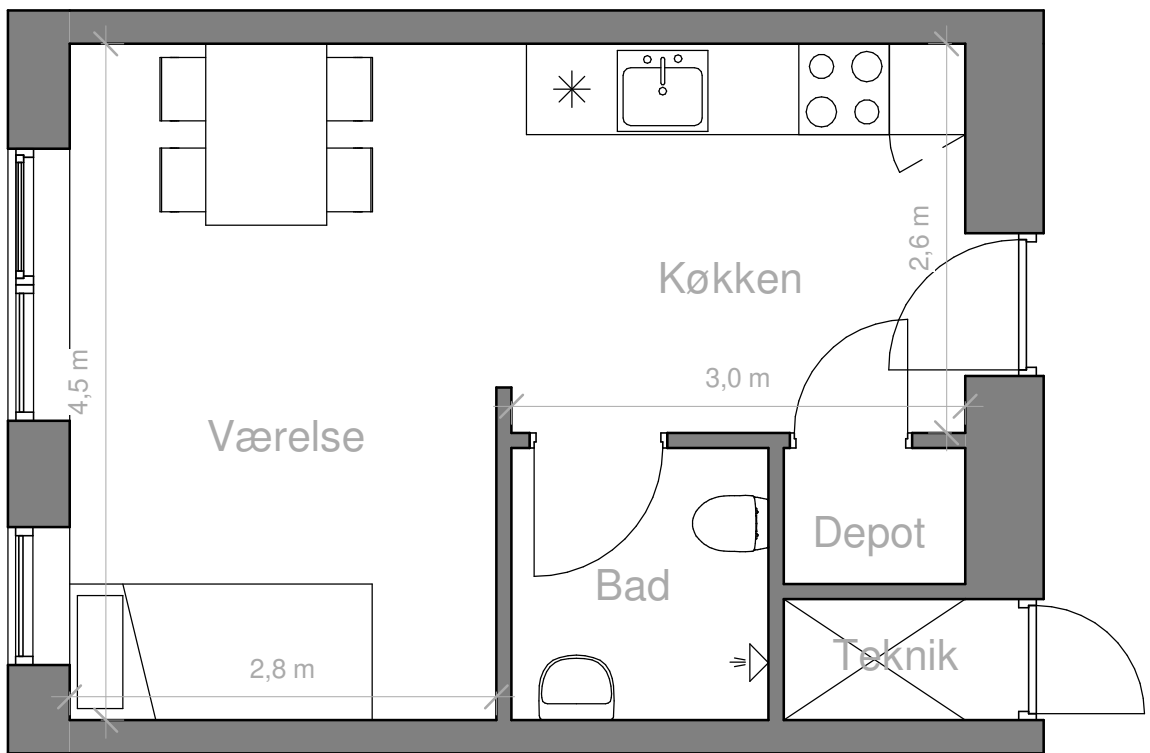 2,6 m
Køkken
4,5 m
3,0 m
Værelse
Depot
Bad
Teknik
2,8 m